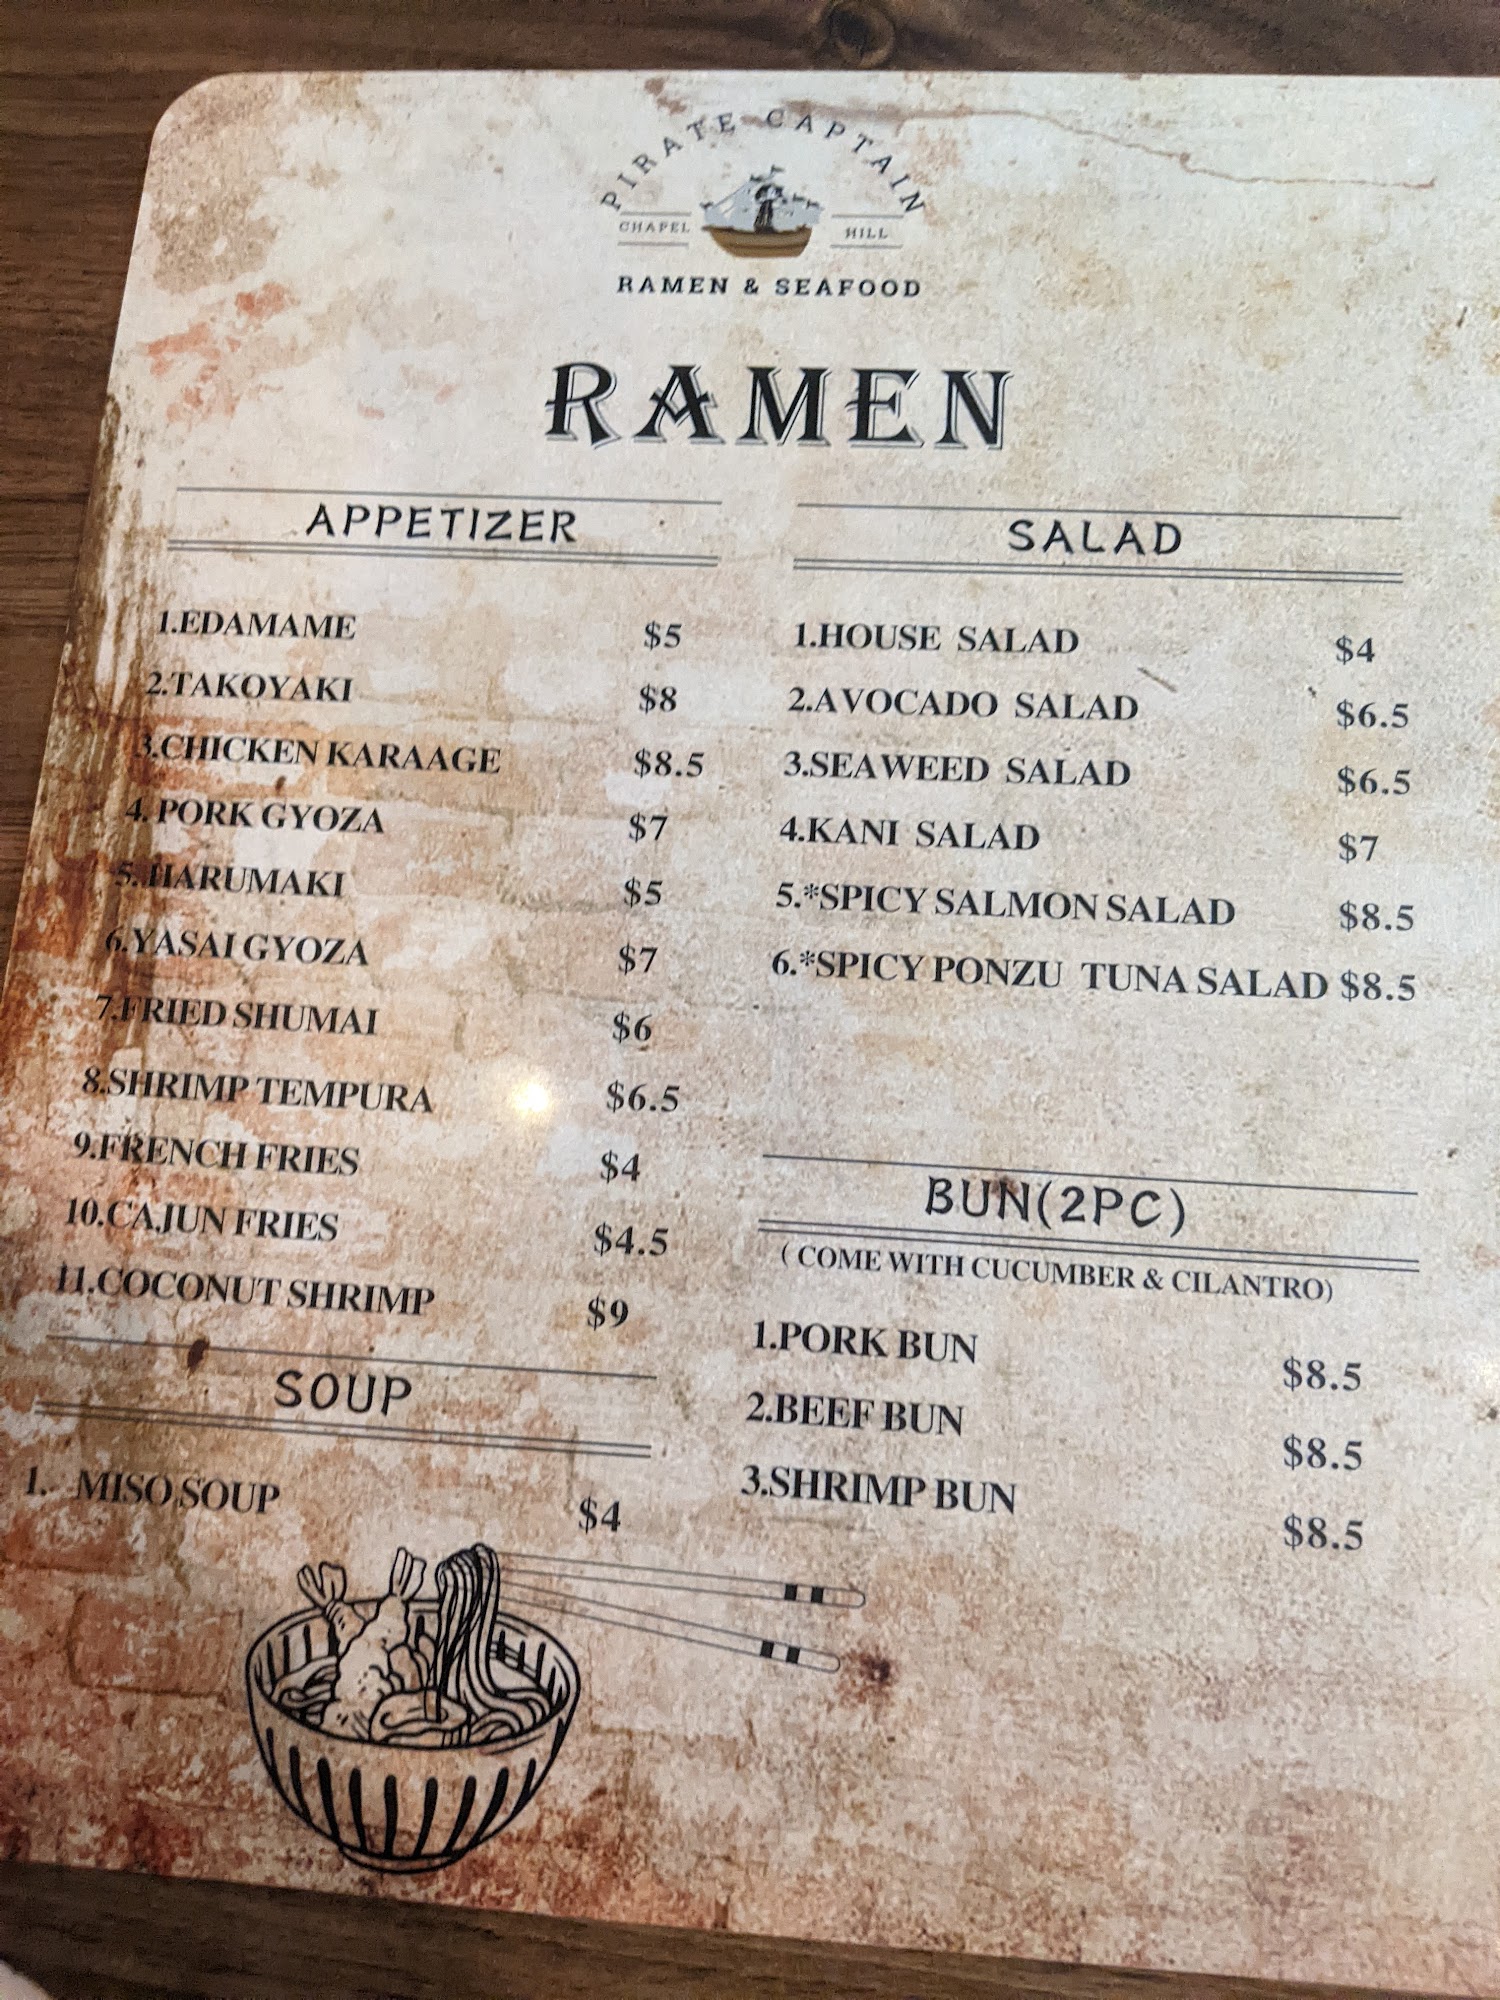 PIRATE CAPTAIN
CHAPEL HILL
RAMEN & SEAFOOD
RAMEN
APPETIZER
1.EDAMAME $5
2.TAKOYAKI $8
3.CHICKEN KARAAGE $8.5
4. PORK GYOZA $7
5. HARUMAKI $5
6.YASAI GYOZA $7
7.FRIED SHUMAI $6
8.SHRIMP TEMPURA $6.5
9.FRENCH FRIES $4
10.CAJUN FRIES $4.5
11.COCONUT SHRIMP $9
SOUP
1. MISO SOUP $4
SALAD
1.HOUSE SALAD $4
2.AVOCADO SALAD $6.5
3.SEAWEED SALAD $6.5
4.KANI SALAD $7
5.*SPICY SALMON SALAD $8.5
6.*SPICY PONZU TUNA SALAD $8.5
BUN(2PC)
( COME WITH CUCUMBER & CILANTRO)
1.PORK BUN $8.5
2.BEEF BUN $8.5
3.SHRIMP BUN $8.5